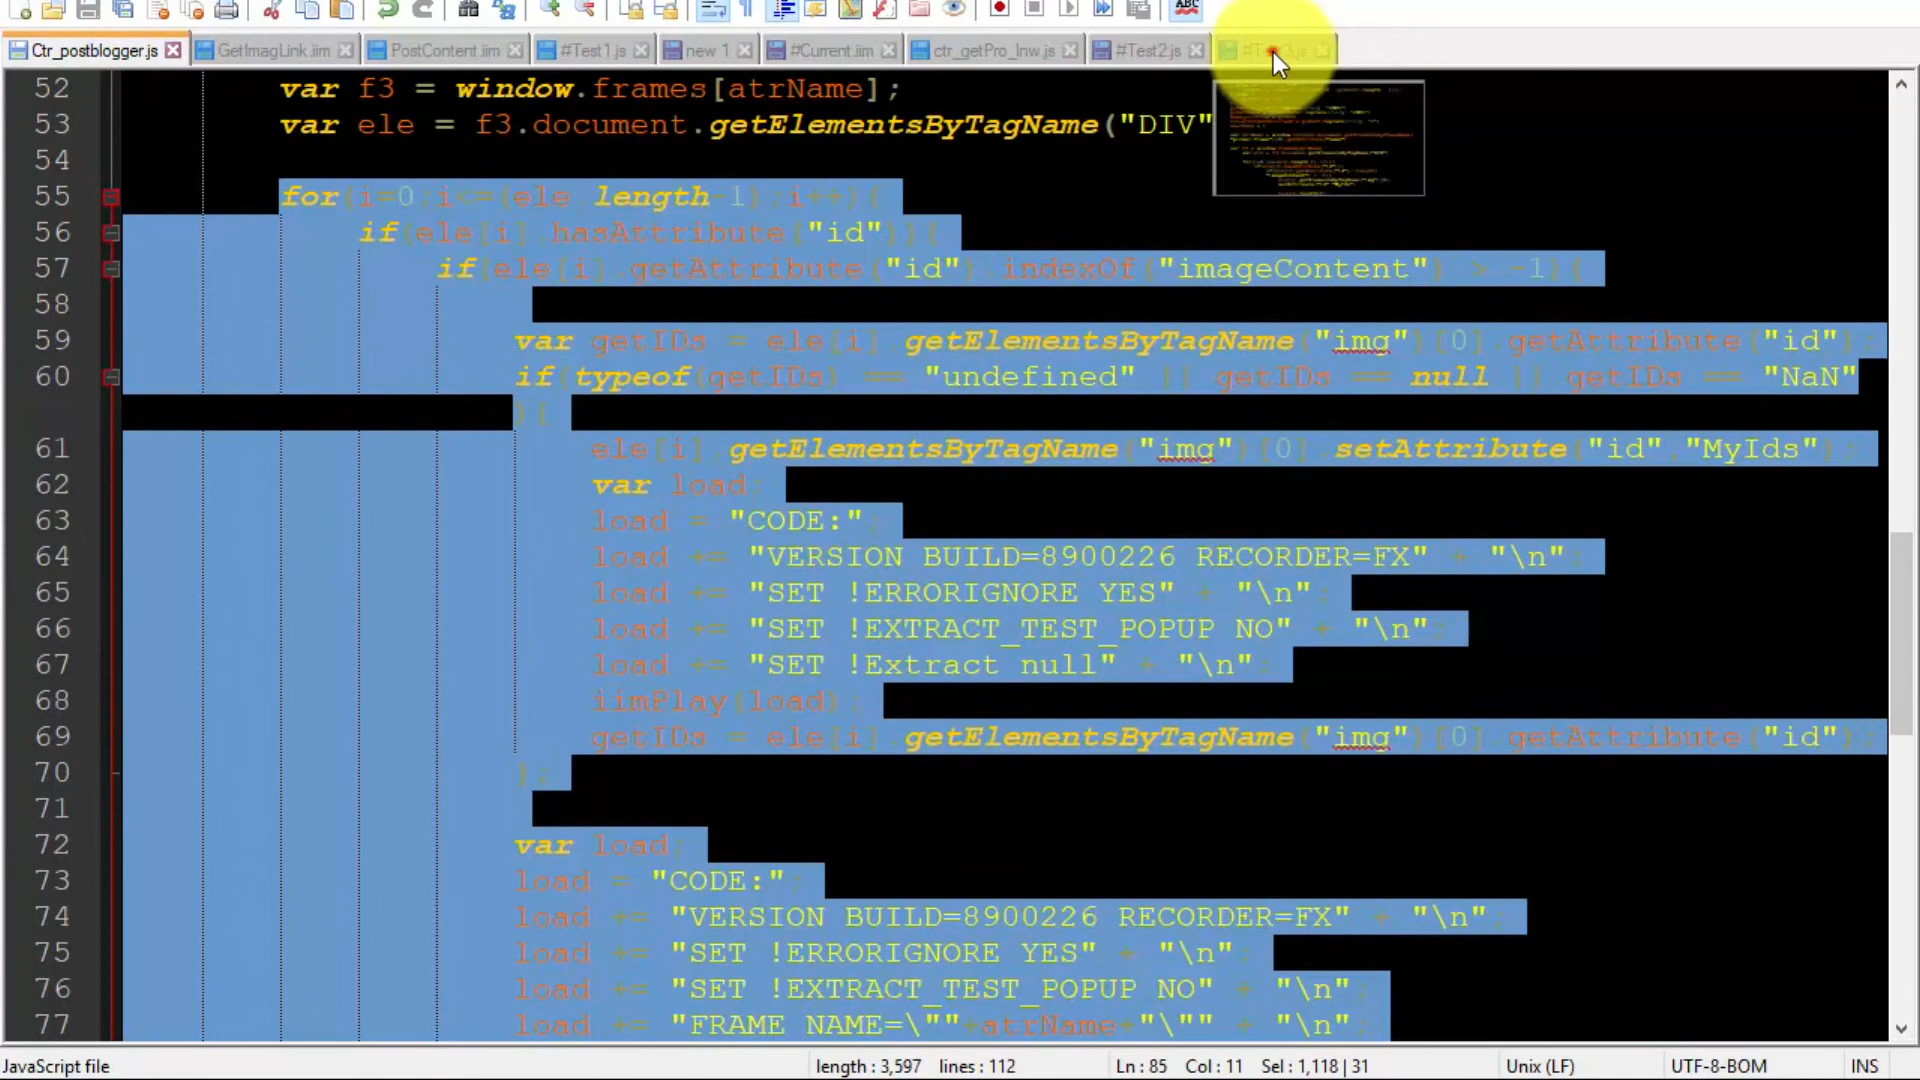 Ctr_postblogger.js GetImagLink.iim PostContent.iim #Test1.js new 1 #Current.iim ctr_getPro_lnw.js #Test2.js
52 var f3 = window.frames[atrName];
53 var ele = f3.document.getElementsByTagName("DIV"
54
55 for(i=0;i<=(ele.length-1);i++){
56 if(ele[i].hasAttribute("id")){
57 if(ele[i].getAttribute("id").indexOf("imageContent") > -1){
58
59 var getIDs = ele[i].getElementsByTagName("img")[0].getAttribute("id");
60 if(typeof(getIDs) == "undefined" || getIDs == null || getIDs == "NaN"
){
61 ele[i].getElementsByTagName("img")[0].setAttribute("id","MyIds");
62 var load;
63 load = "CODE:";
64 load += "VERSION BUILD=8900226 RECORDER=FX" + "\n";
65 load += "SET !ERRORIGNORE YES" + "\n";
66 load += "SET !EXTRACT_TEST_POPUP NO" + "\n";
67 load += "SET !Extract null" + "\n";
68 iimPlay(load);
69 getIDs = ele[i].getElementsByTagName("img")[0].getAttribute("id");
70 };
71
72 var load;
73 load = "CODE:";
74 load += "VERSION BUILD=8900226 RECORDER=FX" + "\n";
75 load += "SET !ERRORIGNORE YES" + "\n";
76 load += "SET !EXTRACT_TEST_POPUP NO" + "\n";
77 load += "FRAME NAME=\""+atrName+"\"" + "\n";
JavaScript file length : 3,597 lines : 112 Ln : 85 Col : 11 Sel : 1,118 | 31 Unix (LF) UTF-8-BOM INS